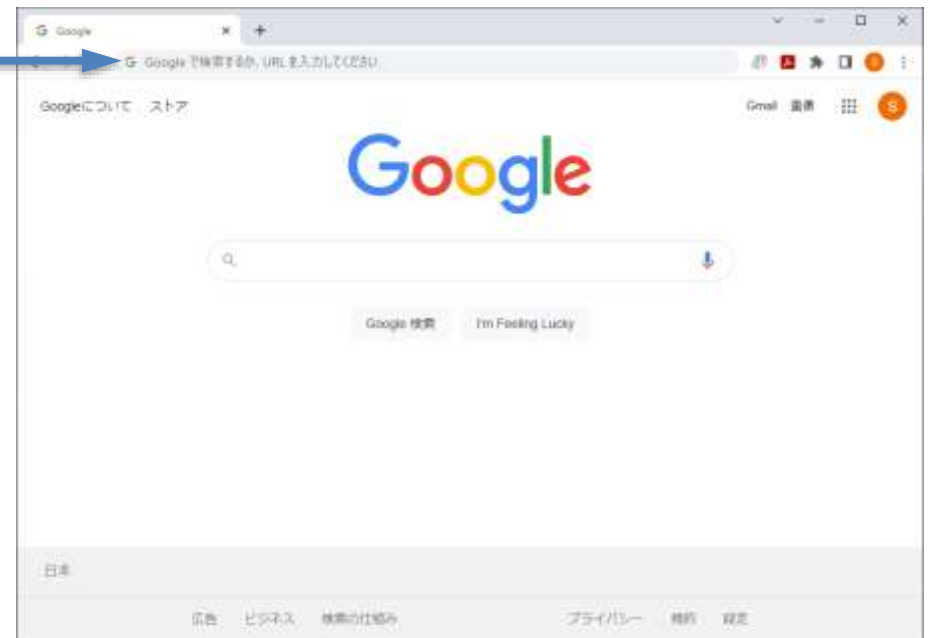 Google
Google で検索するか、URL を入力してください
Googleについて ストア
Gmail 画像
S
Google
Google 検索 I'm Feeling Lucky
日本
広告 ビジネス 検索の仕組み プライバシー 規約 設定